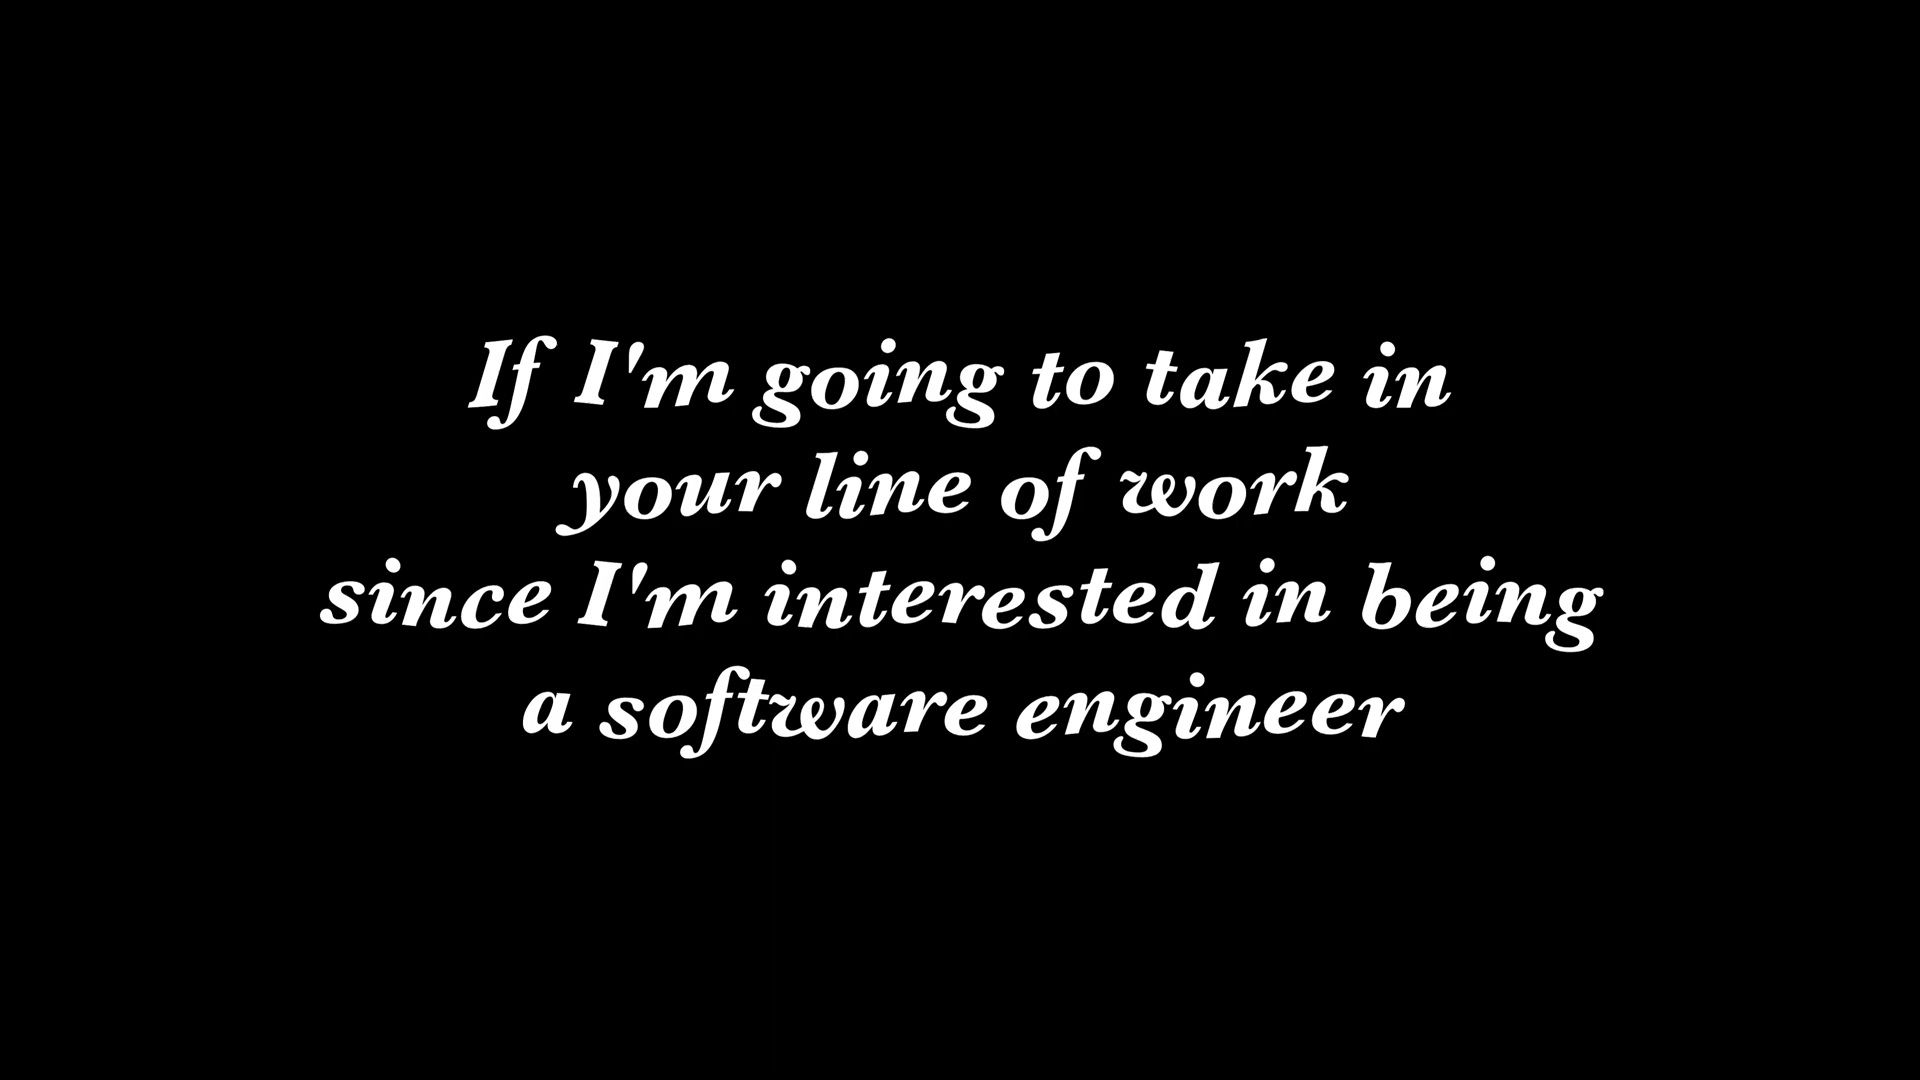 If I'm going to take in
your line of work
since I'm interested in being
a software engineer